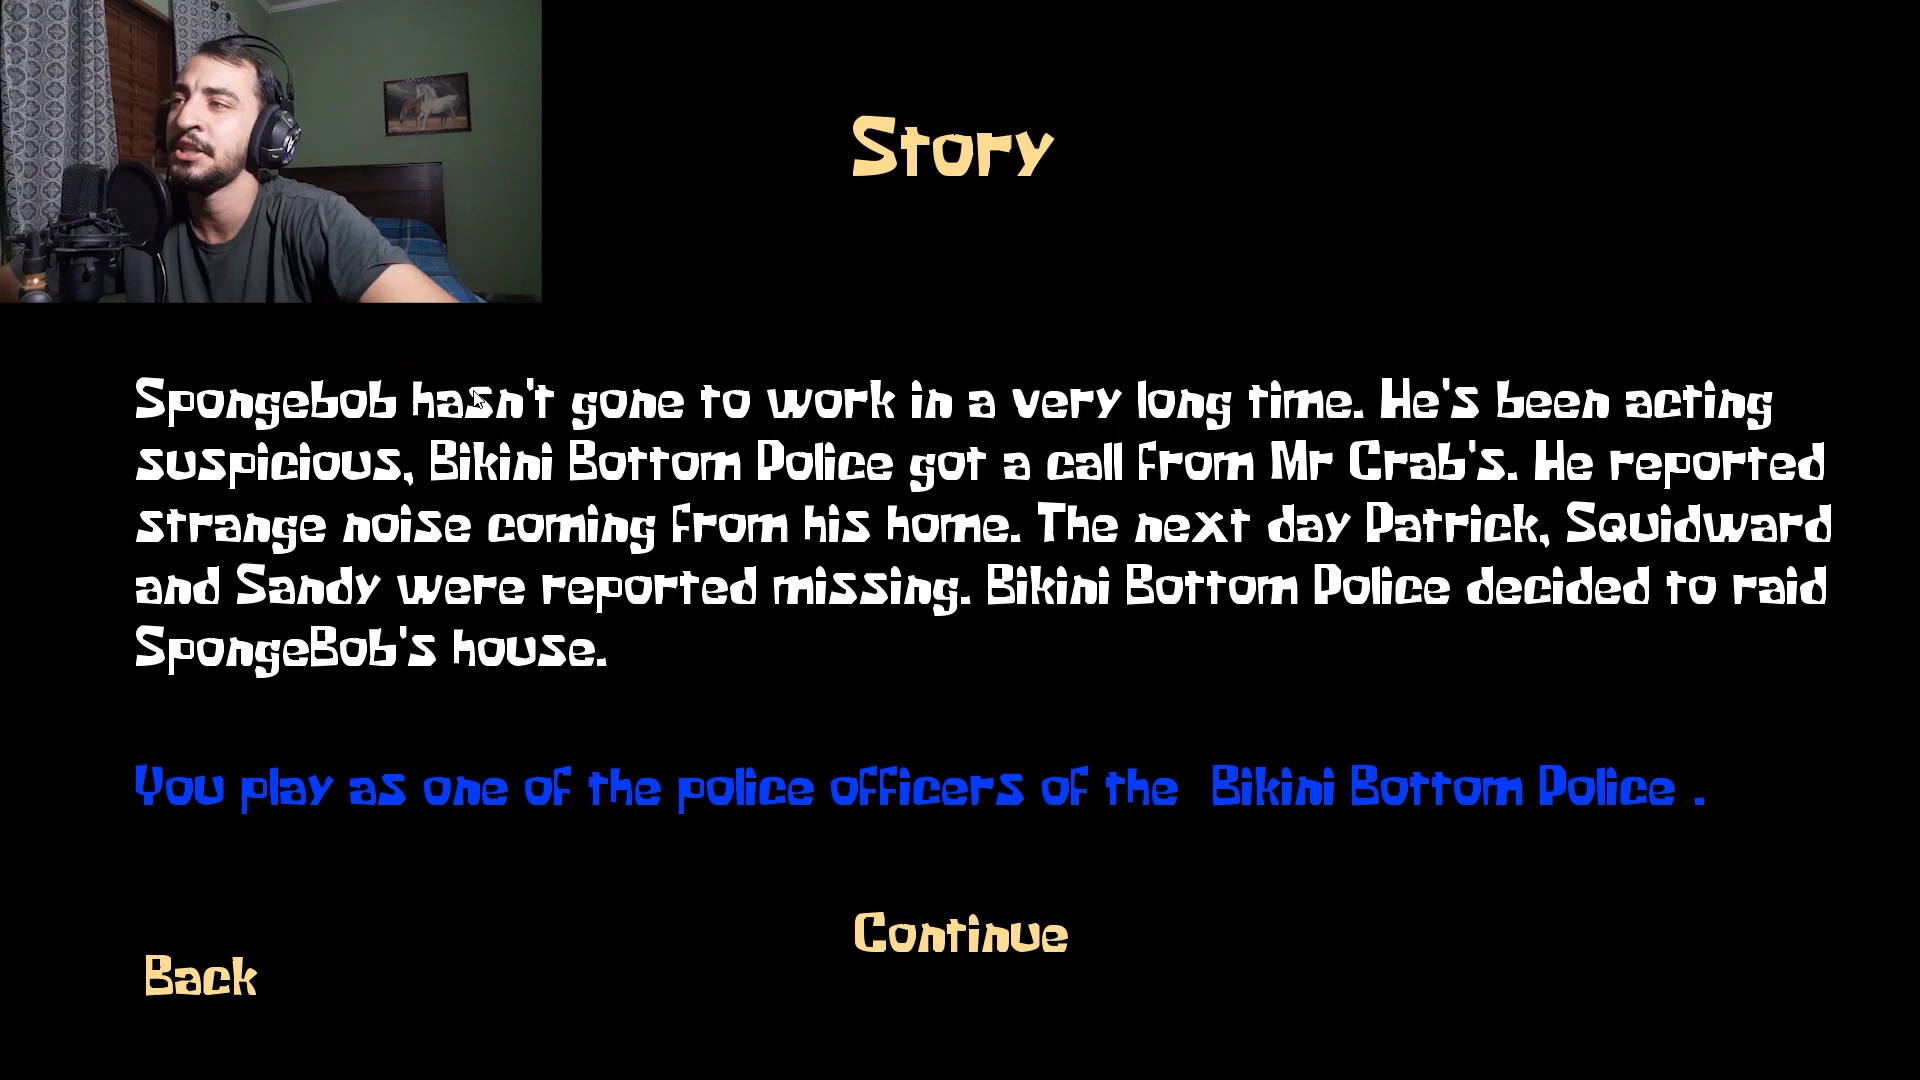 Story
Spongebob hasn't gone to work in a very long time. He's been acting
suspicious, Bikini Bottom Police got a call from Mr Crab's. He reported
strange noise coming from his home. The next day Patrick, Squidward
and Sandy were reported missing. Bikini Bottom Police decided to raid
SpongeBob's house.
You play as one of the police officers of the Bikini Bottom Police .
Continue
Back